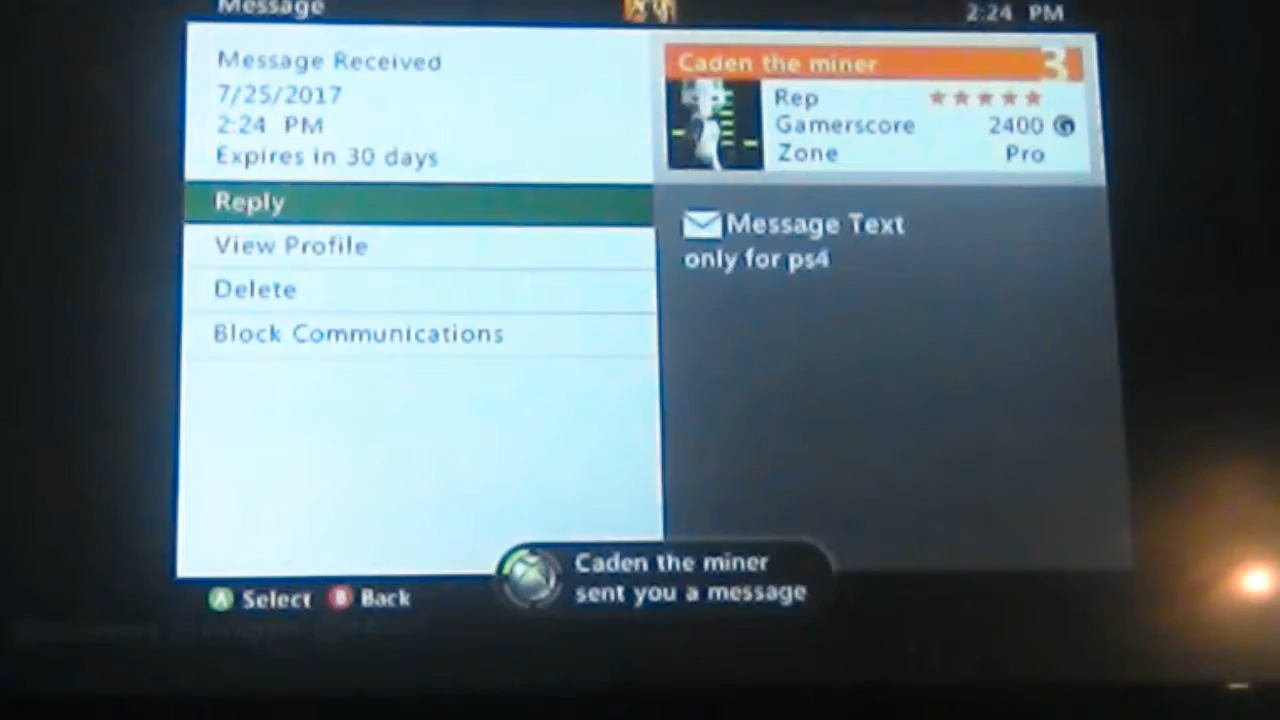 Message
2:24 PM
Message Received
7/25/2017
2:24 PM
Expires in 30 days
Reply
View Profile
Delete
Block Communications
Caden the miner
3
Rep
Gamerscore 2400 G
Zone Pro
Message Text
only for ps4
Caden the miner
sent you a message
A Select B Back